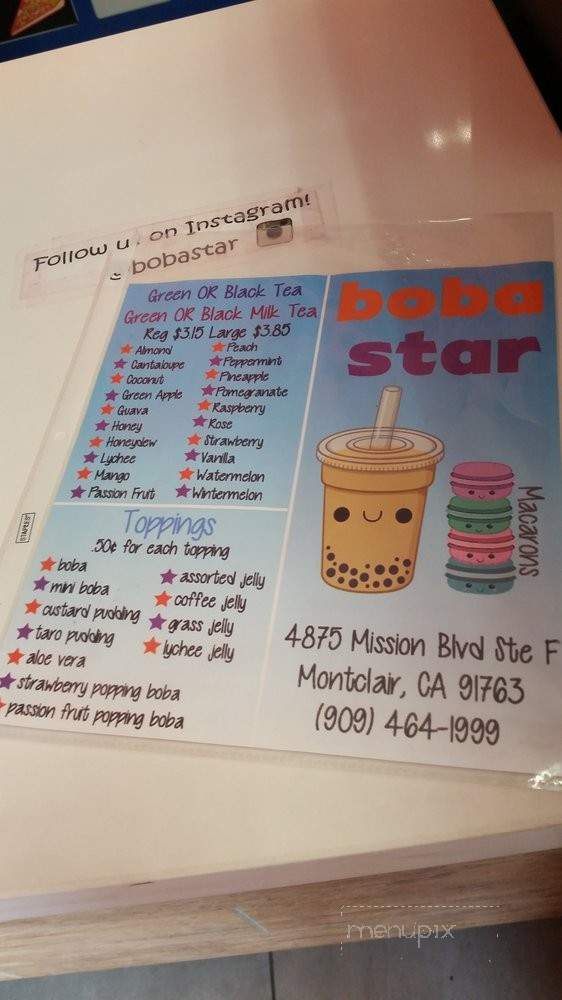 Follow u on Instagram!
bobastar
Green OR Black Tea
Green OR Black Milk Tea
Reg $3.15 Large $3.85
Almond
Cantaloupe
Coconut
Green Apple
Guava
Honey
Honeydew
Lychee
Mango
Passion Fruit
Peach
Peppermint
Pineapple
Pomegranate
Raspberry
Rose
Strawberry
Vanilla
Watermelon
Wintermelon
Toppings
.50¢ for each topping
boba
mini boba
custard pudding
taro pudding
aloe vera
strawberry popping boba
passion fruit popping boba
assorted jelly
coffee jelly
grass jelly
lychee jelly
boba
star
Macarons
4875 Mission Blvd Ste F
Montclair, CA 91763
(909) 464-1999
STAPLES
menupix